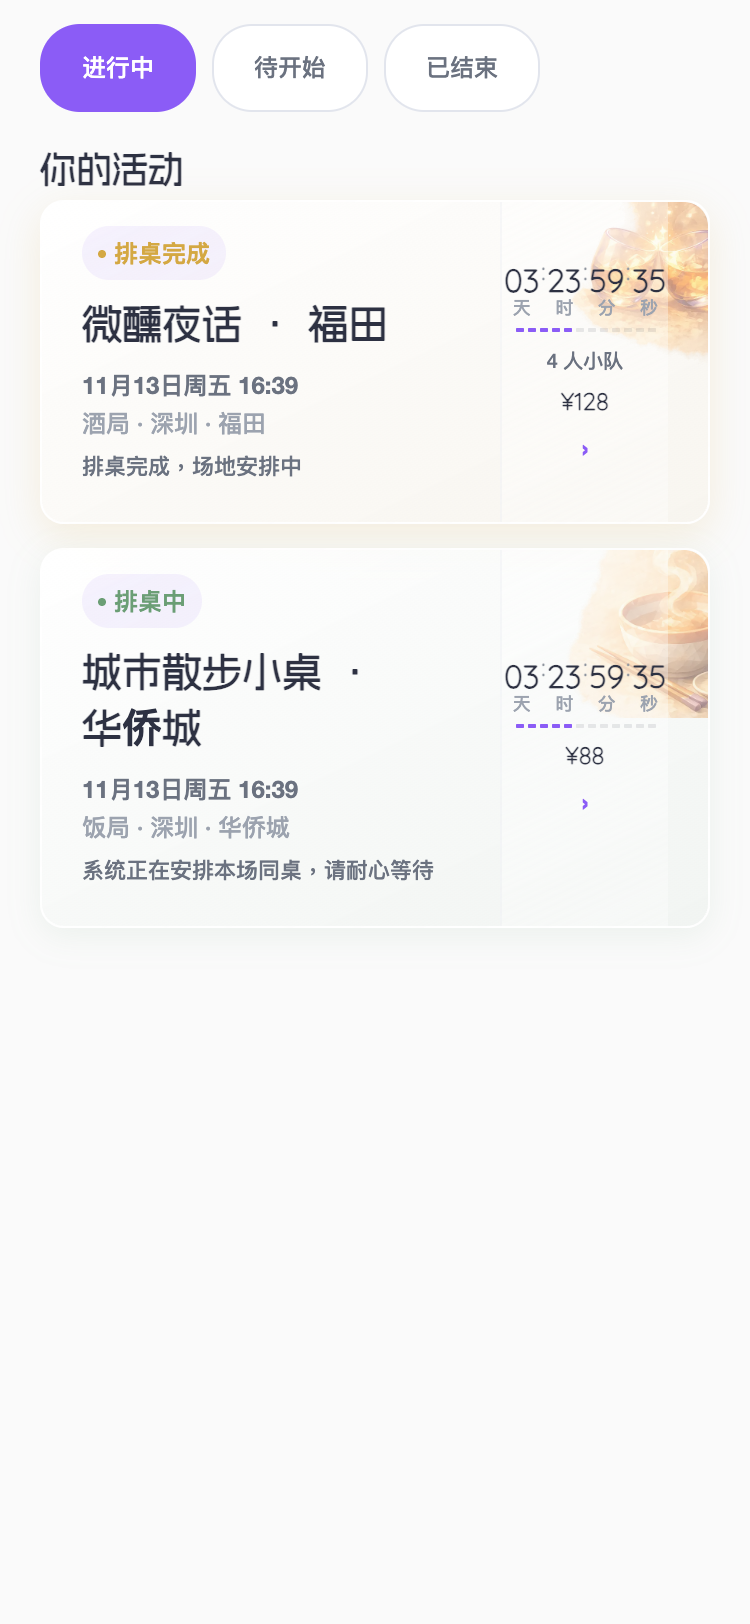 进行中 待开始 已结束
你的活动
排桌完成
微醺夜话 · 福田
11月13日周五 16:39
酒局 · 深圳 · 福田
排桌完成，场地安排中
03:23:59:35
天 时 分 秒
4 人小队
¥128
›
排桌中
城市散步小桌 ·
华侨城
11月13日周五 16:39
饭局 · 深圳 · 华侨城
系统正在安排本场同桌，请耐心等待
03:23:59:35
天 时 分 秒
¥88
›